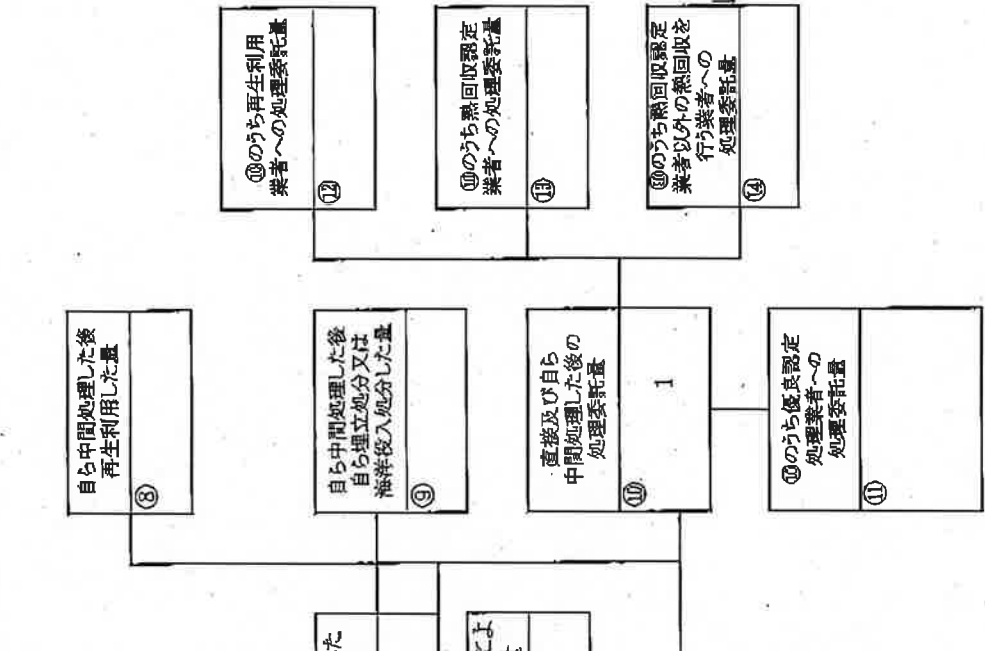 自ら中間処理した後
再生利用した量
⑧
自ら中間処理した後
自ら埋立処分又は
海洋投入処分した量
⑨
直接及び自ら
中間処理した後の
処理委託量
⑩
1
⑩のうち優良認定
処理業者への
処理委託量
⑪
⑩のうち再生利用
業者への処理委託量
⑫
⑩のうち熱回収認定
業者への処理委託量
⑬
⑩のうち熱回収認定
業者以外の熱回収を
行う業者への
処理委託量
⑭
た
によ